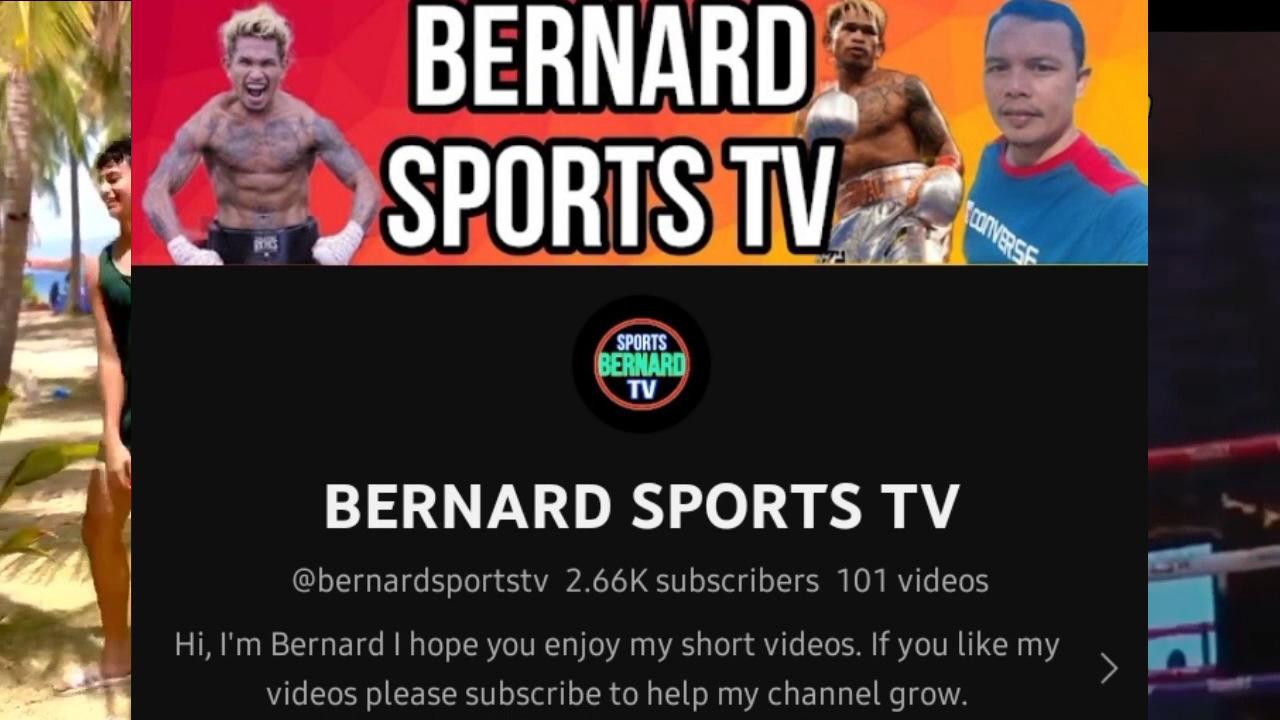 BERNARD
SPORTS TV
CONVERSE
SPORTS
BERNARD
TV
BERNARD SPORTS TV
@bernardsportstv 2.66K subscribers 101 videos
Hi, I'm Bernard I hope you enjoy my short videos. If you like my
videos please subscribe to help my channel grow.